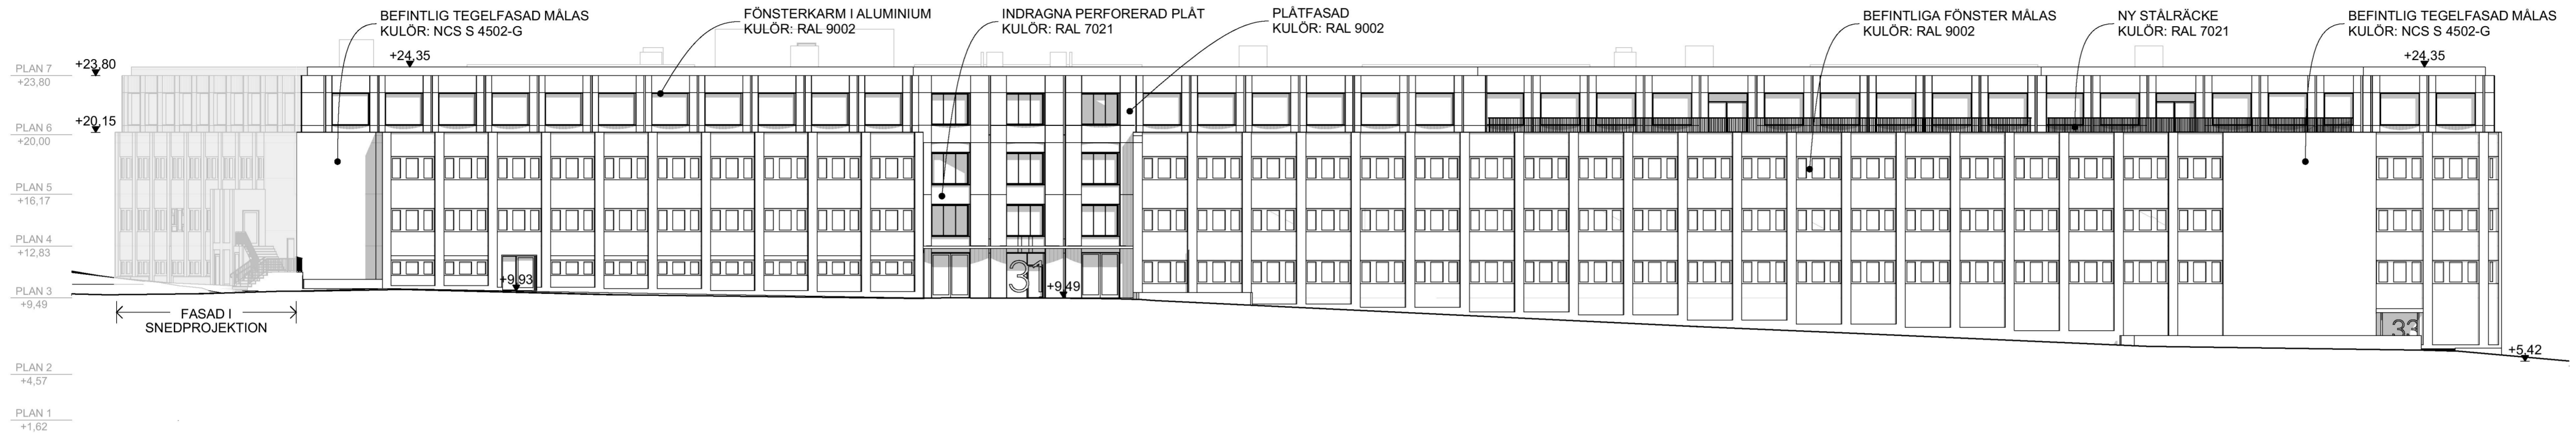 BEFINTLIG TEGELFASAD MÅLAS
KULÖR: NCS S 4502-G
FÖNSTERKARM I ALUMINIUM
KULÖR: RAL 9002
INDRAGNA PERFORERAD PLÅT
KULÖR: RAL 7021
PLÅTFASAD
KULÖR: RAL 9002
BEFINTLIGA FÖNSTER MÅLAS
KULÖR: RAL 9002
NY STÅLRÄCKE
KULÖR: RAL 7021
BEFINTLIG TEGELFASAD MÅLAS
KULÖR: NCS S 4502-G
PLAN 7
+23,80
+23,80
+24,35
+24,35
PLAN 6
+20,00
+20,15
PLAN 5
+16,17
PLAN 4
+12,83
PLAN 3
+9,49
+9,93
31
+9,49
FASAD I
SNEDPROJEKTION
33
+5,42
PLAN 2
+4,57
PLAN 1
+1,62